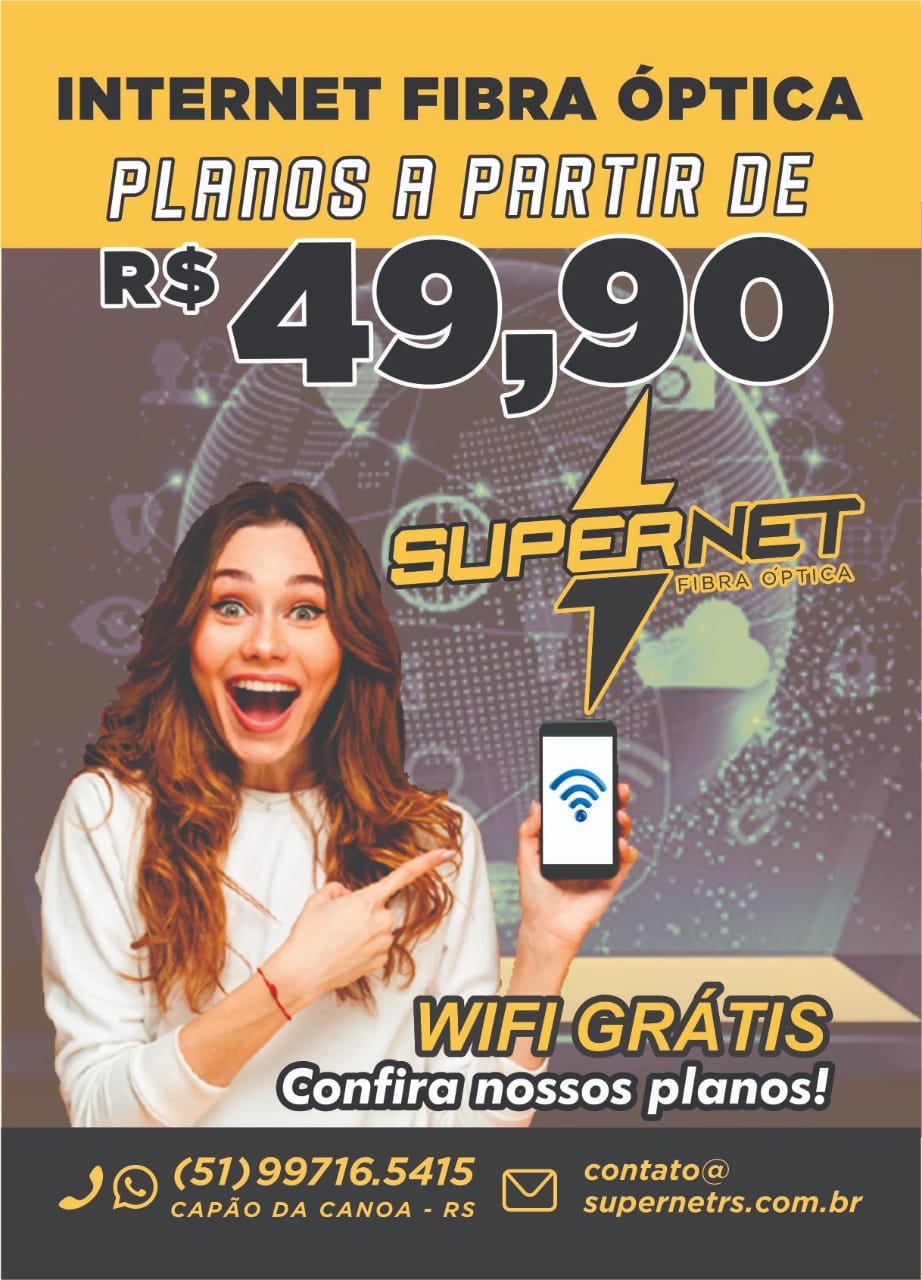 INTERNET FIBRA ÓPTICA
PLANOS A PARTIR DE
R$ 49,90
SUPERNET
FIBRA ÓPTICA
WIFI GRÁTIS
Confira nossos planos!
(51) 99716.5415
CAPÃO DA CANOA - RS
contato@
supernetrs.com.br